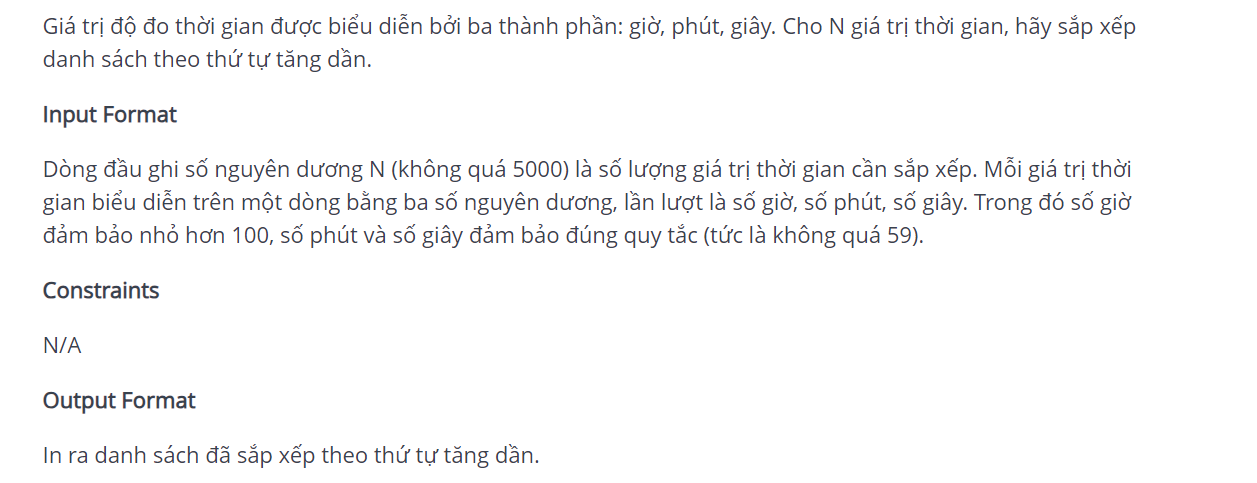 Giá trị độ đo thời gian được biểu diễn bởi ba thành phần: giờ, phút, giây. Cho N giá trị thời gian, hãy sắp xếp
danh sách theo thứ tự tăng dần.
Input Format
Dòng đầu ghi số nguyên dương N (không quá 5000) là số lượng giá trị thời gian cần sắp xếp. Mỗi giá trị thời
gian biểu diễn trên một dòng bằng ba số nguyên dương, lần lượt là số giờ, số phút, số giây. Trong đó số giờ
đảm bảo nhỏ hơn 100, số phút và số giây đảm bảo đúng quy tắc (tức là không quá 59).
Constraints
N/A
Output Format
In ra danh sách đã sắp xếp theo thứ tự tăng dần.